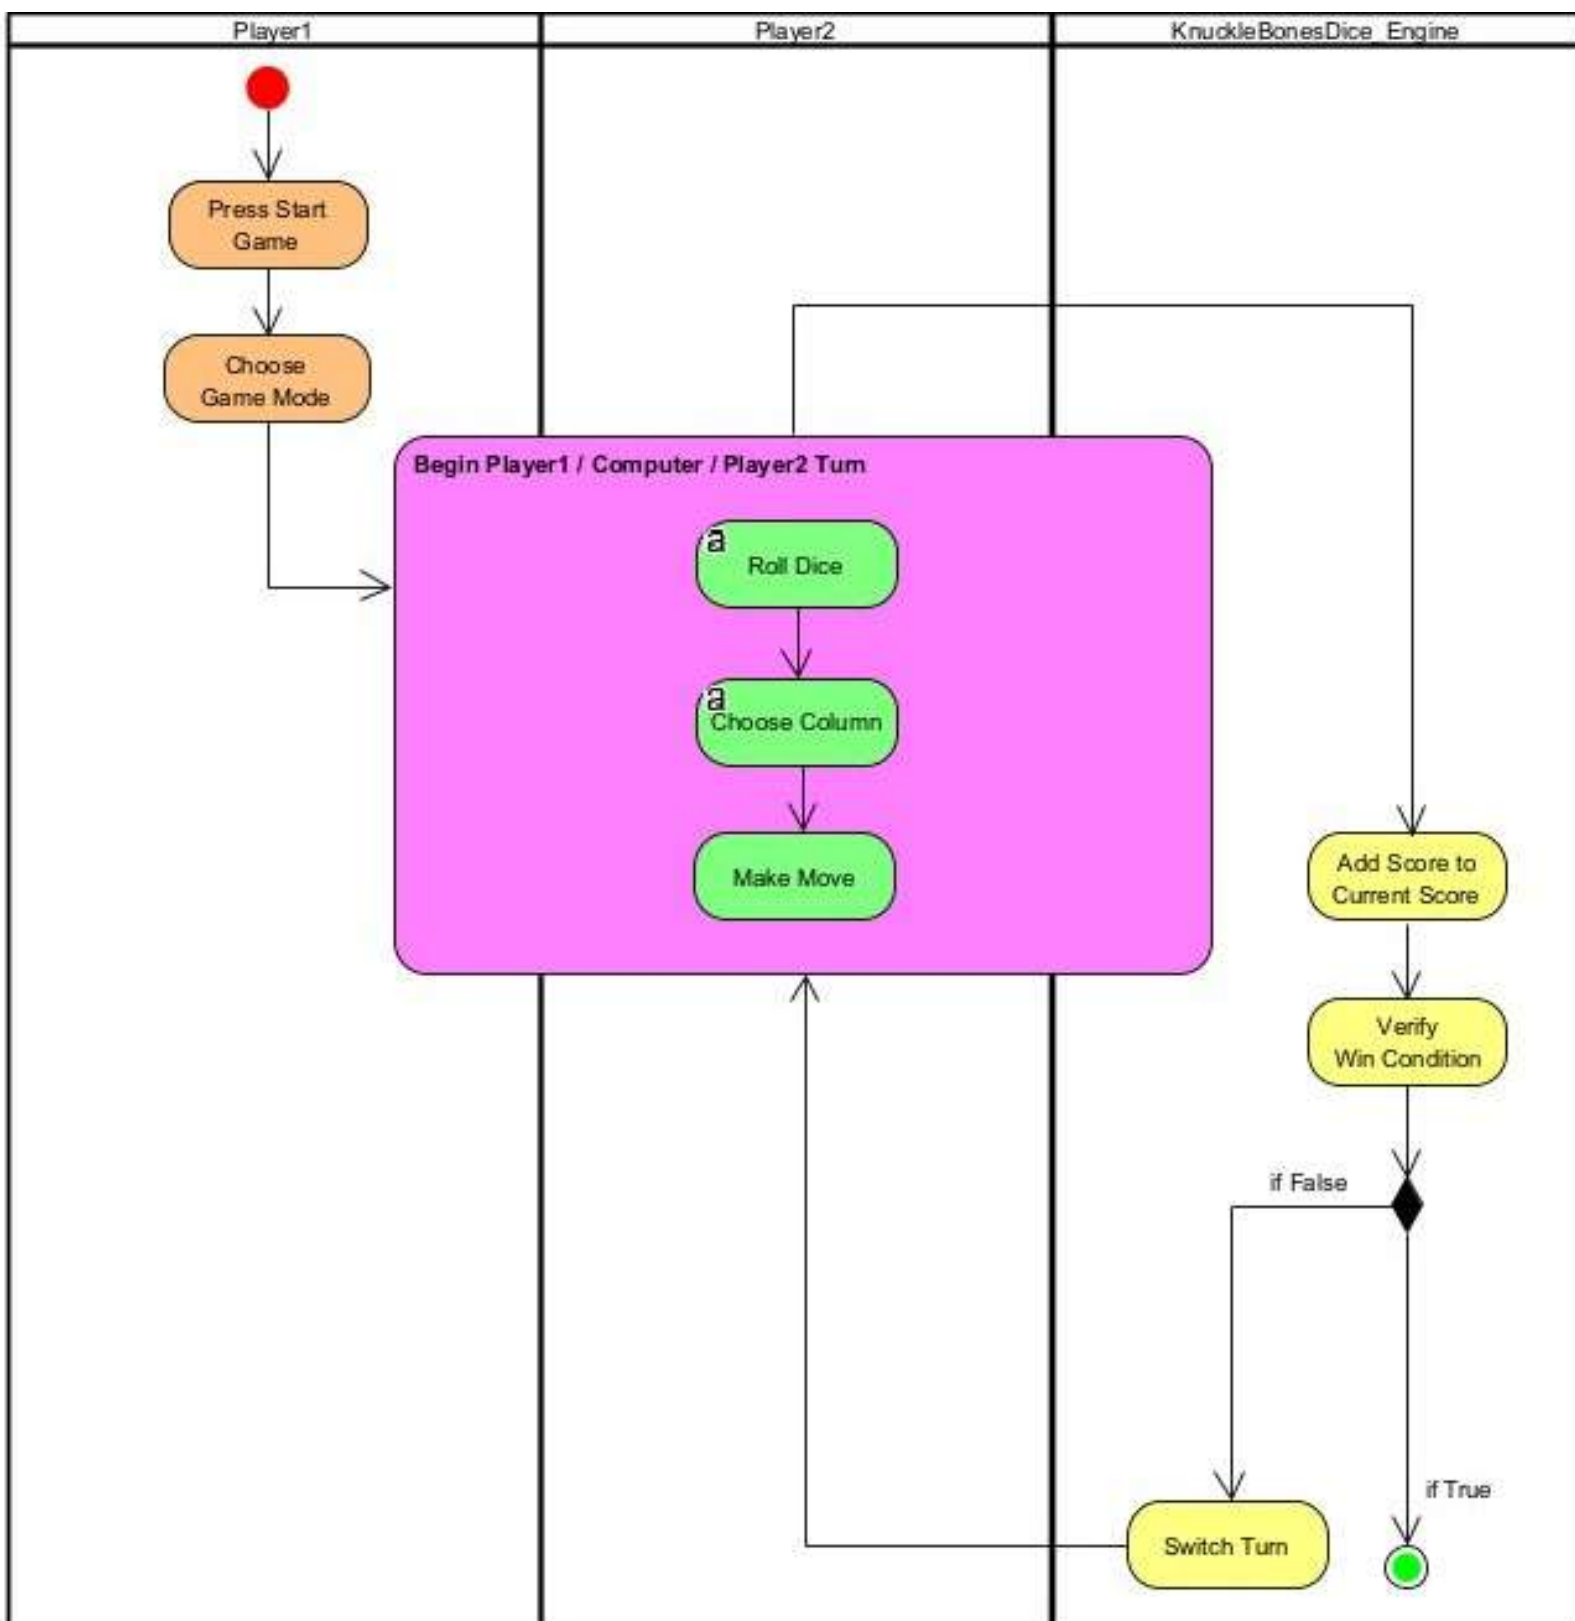 Player1
Player2
KnuckleBonesDice_Engine
Press Start
Game
Choose
Game Mode
Begin Player1 / Computer / Player2 Turn
a
Roll Dice
a
Choose Column
Make Move
Add Score to
Current Score
Verify
Win Condition
if False
if True
Switch Turn